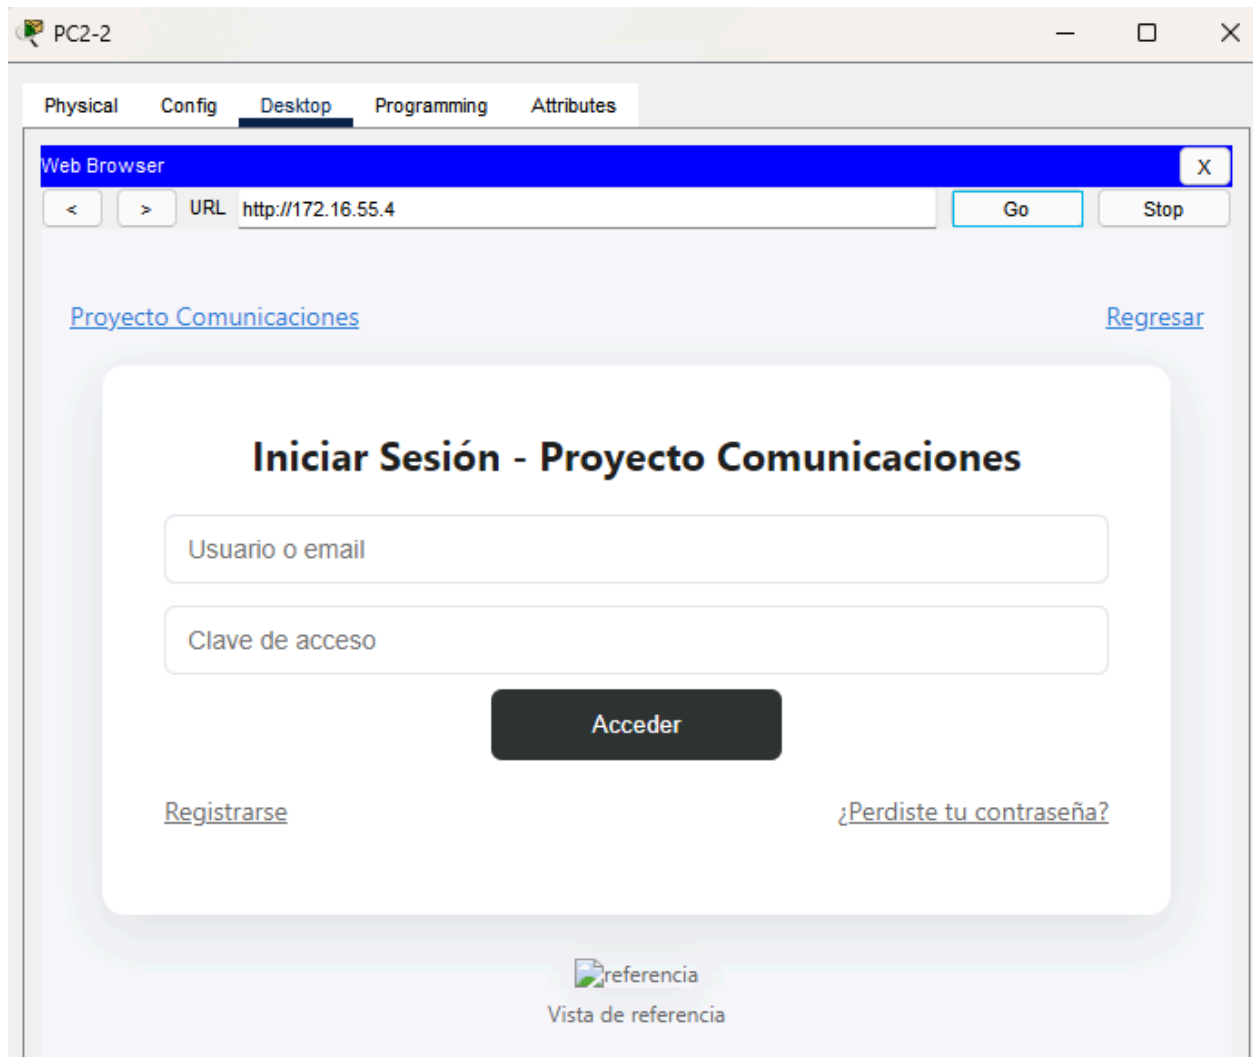 PC2-2
Physical Config Desktop Programming Attributes
Web Browser X
< > URL http://172.16.55.4 Go Stop
Proyecto Comunicaciones Regresar
Iniciar Sesión - Proyecto Comunicaciones
Usuario o email
Clave de acceso
Acceder
Registrarse ¿Perdiste tu contraseña?
referencia
Vista de referencia